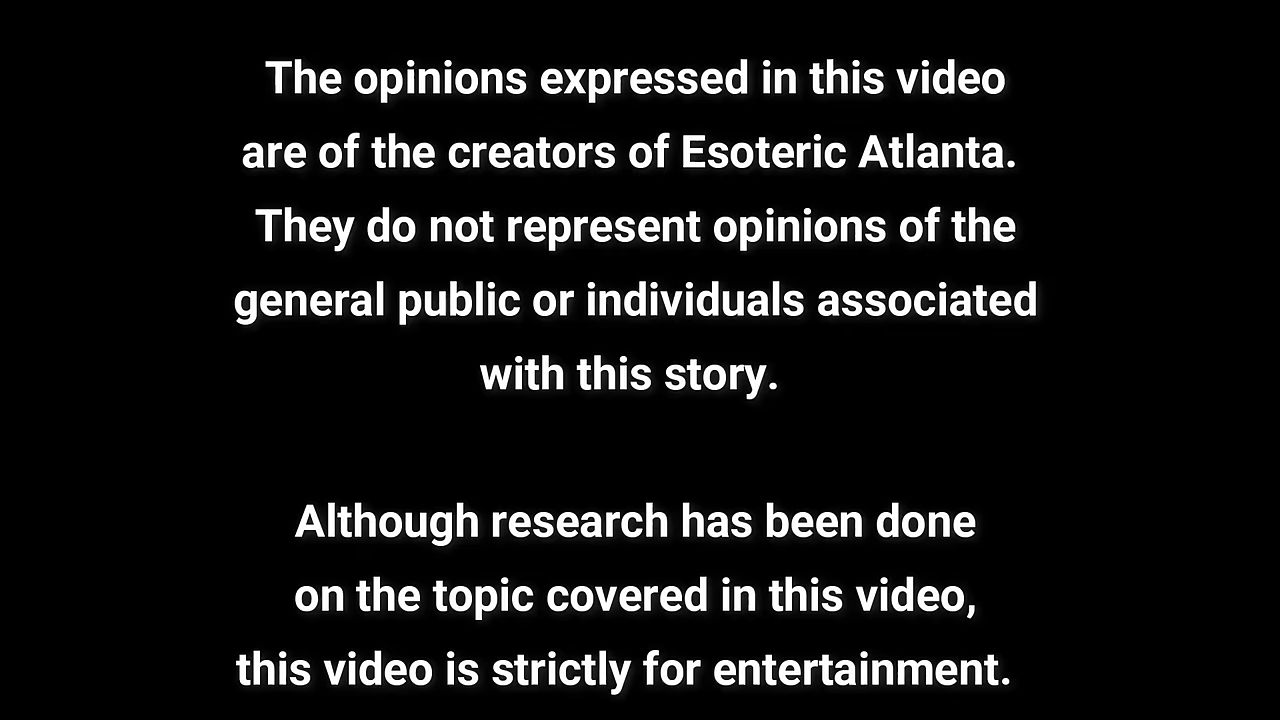 The opinions expressed in this video
are of the creators of Esoteric Atlanta.
They do not represent opinions of the
general public or individuals associated
with this story.
Although research has been done
on the topic covered in this video,
this video is strictly for entertainment.